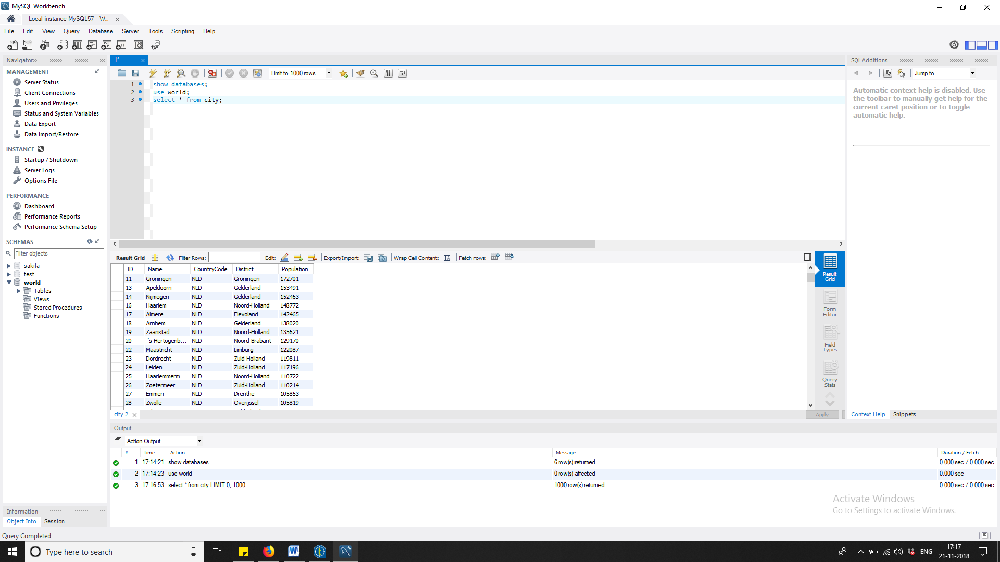 MySQL Workbench
Local instance MySQL57 - W...
File Edit View Query Database Server Tools Scripting Help
Navigator
MANAGEMENT
Server Status
Client Connections
Users and Privileges
Status and System Variables
Data Export
Data Import/Restore
INSTANCE
Startup / Shutdown
Server Logs
Options File
PERFORMANCE
Dashboard
Performance Reports
Performance Schema Setup
SCHEMAS
Filter objects
sakila
test
world
Tables
Views
Stored Procedures
Functions
Information
Object Info Session
Query Completed
1*
Limit to 1000 rows
1 show databases;
2 use world;
3 select * from city;
Result Grid Filter Rows: Edit: Export/Import: Wrap Cell Content: Fetch rows:
ID Name CountryCode District Population
11 Groningen NLD Groningen 172701
13 Apeldoorn NLD Gelderland 153491
14 Nijmegen NLD Gelderland 152463
16 Haarlem NLD Noord-Holland 148772
17 Almere NLD Flevoland 142465
18 Arnhem NLD Gelderland 138020
19 Zaanstad NLD Noord-Holland 135621
20 ´s-Hertogenb... NLD Noord-Brabant 129170
22 Maastricht NLD Limburg 122087
23 Dordrecht NLD Zuid-Holland 119811
24 Leiden NLD Zuid-Holland 117196
25 Haarlemmerm NLD Noord-Holland 110722
26 Zoetermeer NLD Zuid-Holland 110214
27 Emmen NLD Drenthe 105853
28 Zwolle NLD Overijssel 105819
Result
Grid
Form
Editor
Field
Types
Query
Stats
city 2
Apply
SQLAdditions
Jump to
Automatic context help is disabled. Use
the toolbar to manually get help for the
current caret position or to toggle
automatic help.
Context Help Snippets
Output
Action Output
# Time Action Message Duration / Fetch
1 17:14:21 show databases 6 row(s) returned 0.000 sec / 0.000 sec
2 17:14:23 use world 0 row(s) affected 0.000 sec
3 17:16:53 select * from city LIMIT 0, 1000 1000 row(s) returned 0.000 sec / 0.000 sec
Activate Windows
Go to Settings to activate Windows.
Type here to search
ENG
17:17
21-11-2018